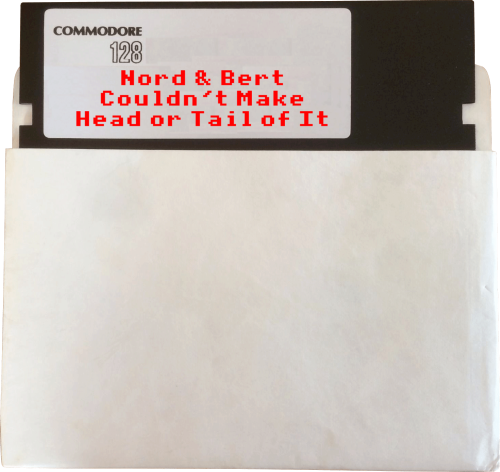 COMMODORE
128
Nord & Bert
Couldn't Make
Head or Tail of It